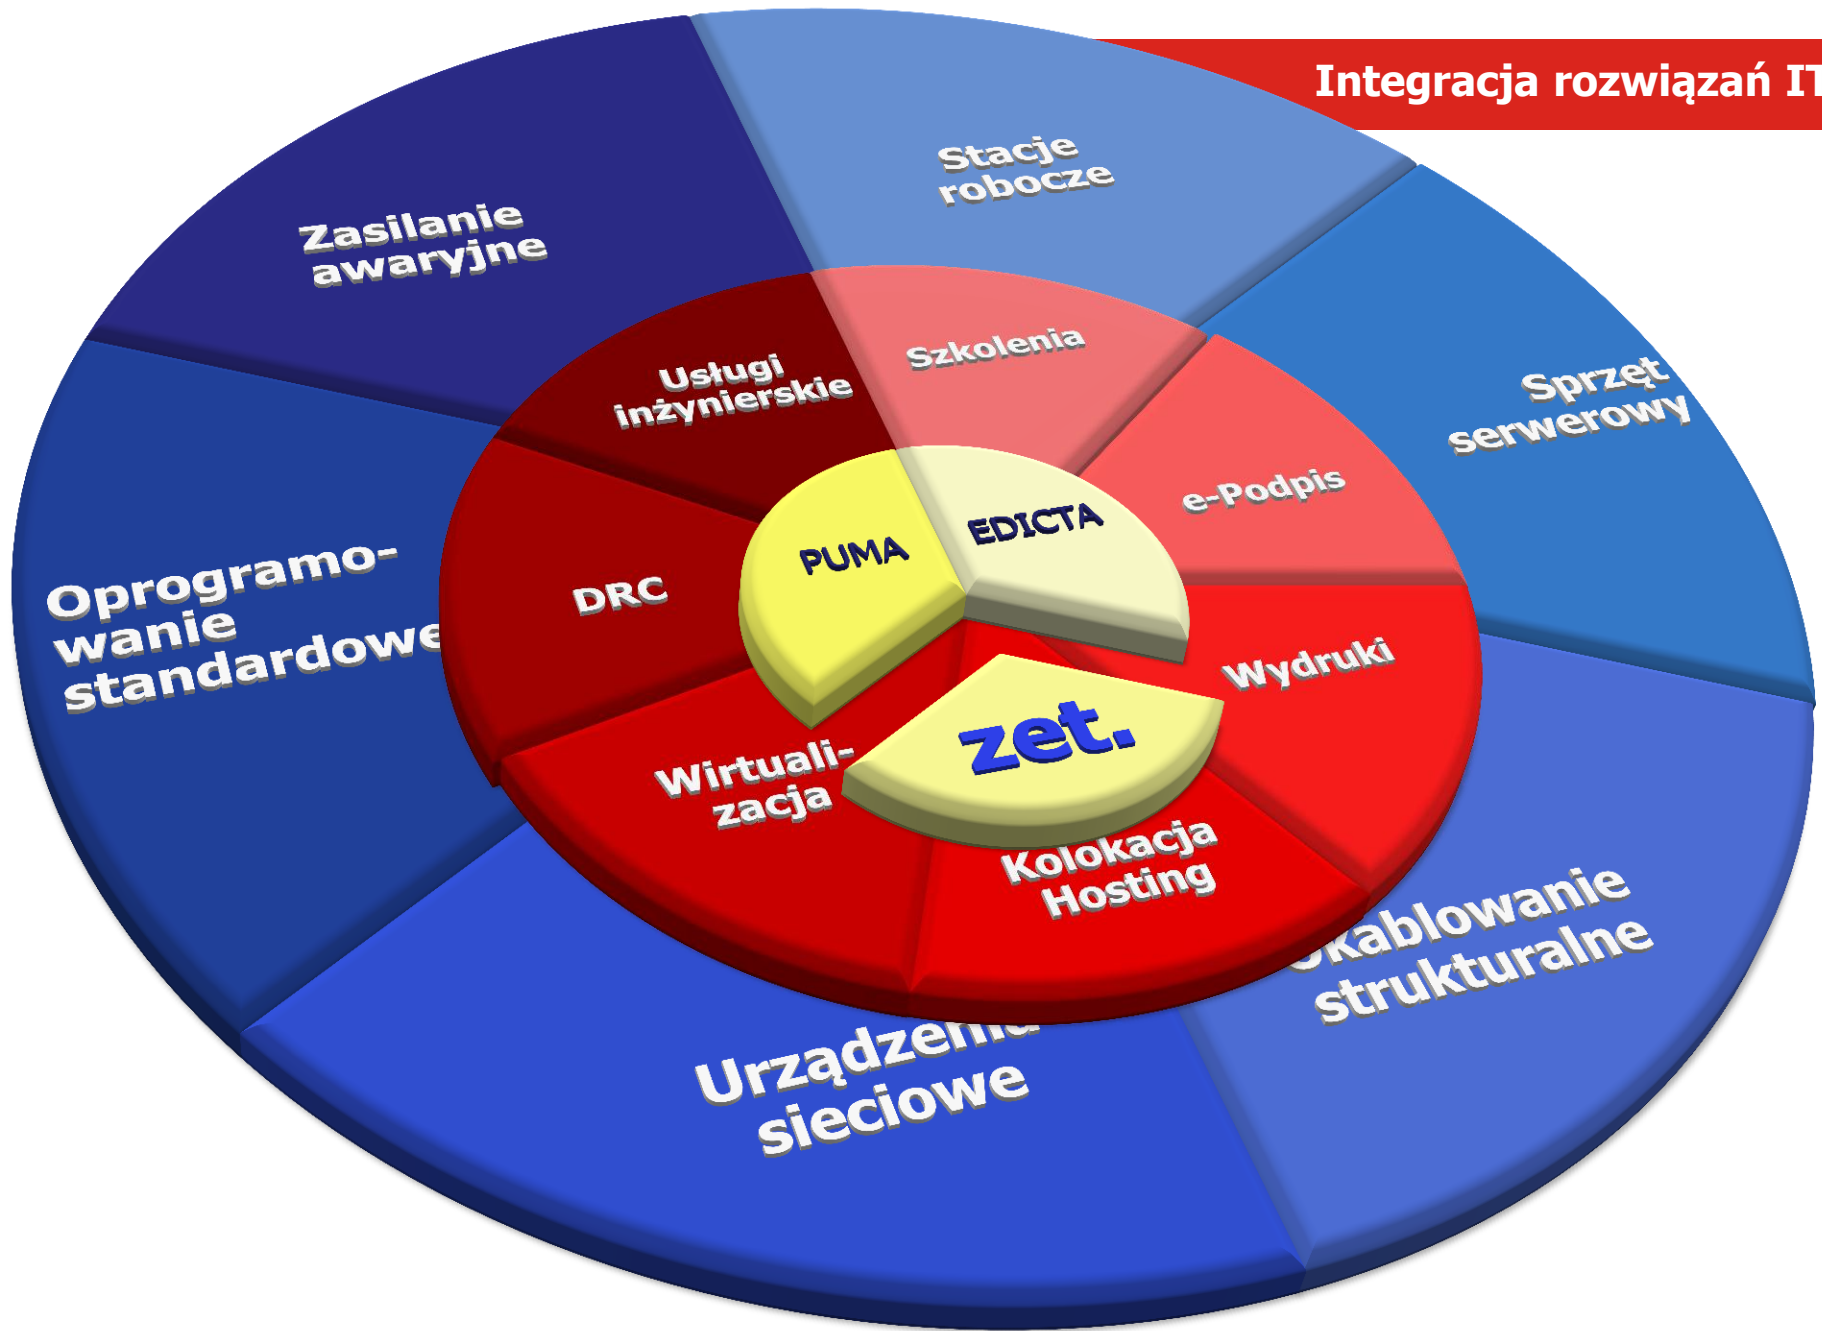 Integracja rozwiązań IT
Stacje
robocze
Zasilanie
awaryjne
Sprzęt
serwerowy
Szkolenia
Usługi
inżynierskie
e-Podpis
EDICTA
PUMA
DRC
Oprogramo-
wanie
standardowe
Wydruki
zet.
Wirtuali-
zacja
Kolokacja
Hosting
strukturalne
Urządzenia
sieciowe